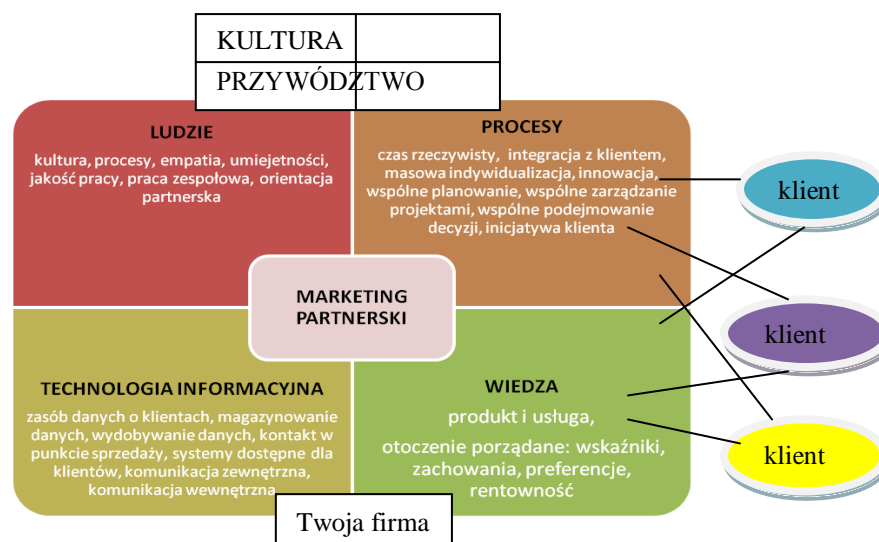 KULTURA
PRZYWÓDZTWO
LUDZIE
kultura, procesy, empatia, umiejętności,
jakość pracy, praca zespołowa, orientacja
partnerska
PROCESY
czas rzeczywisty, integracja z klientem,
masowa indywidualizacja, innowacja,
wspólne planowanie, wspólne zarządzanie
projektami, wspólne podejmowanie
decyzji, inicjatywa klienta
MARKETING
PARTNERSKI
TECHNOLOGIA INFORMACYJNA
zasób danych o klientach, magazynowanie
danych, wydobywanie danych, kontakt w
punkcie sprzedaży, systemy dostępne dla
klientów, komunikacja zewnętrzna,
komunikacja wewnętrzna
WIEDZA
produkt i usługa,
otoczenie porządane: wskaźniki,
zachowania, preferencje,
rentowność
Twoja firma
klient
klient
klient